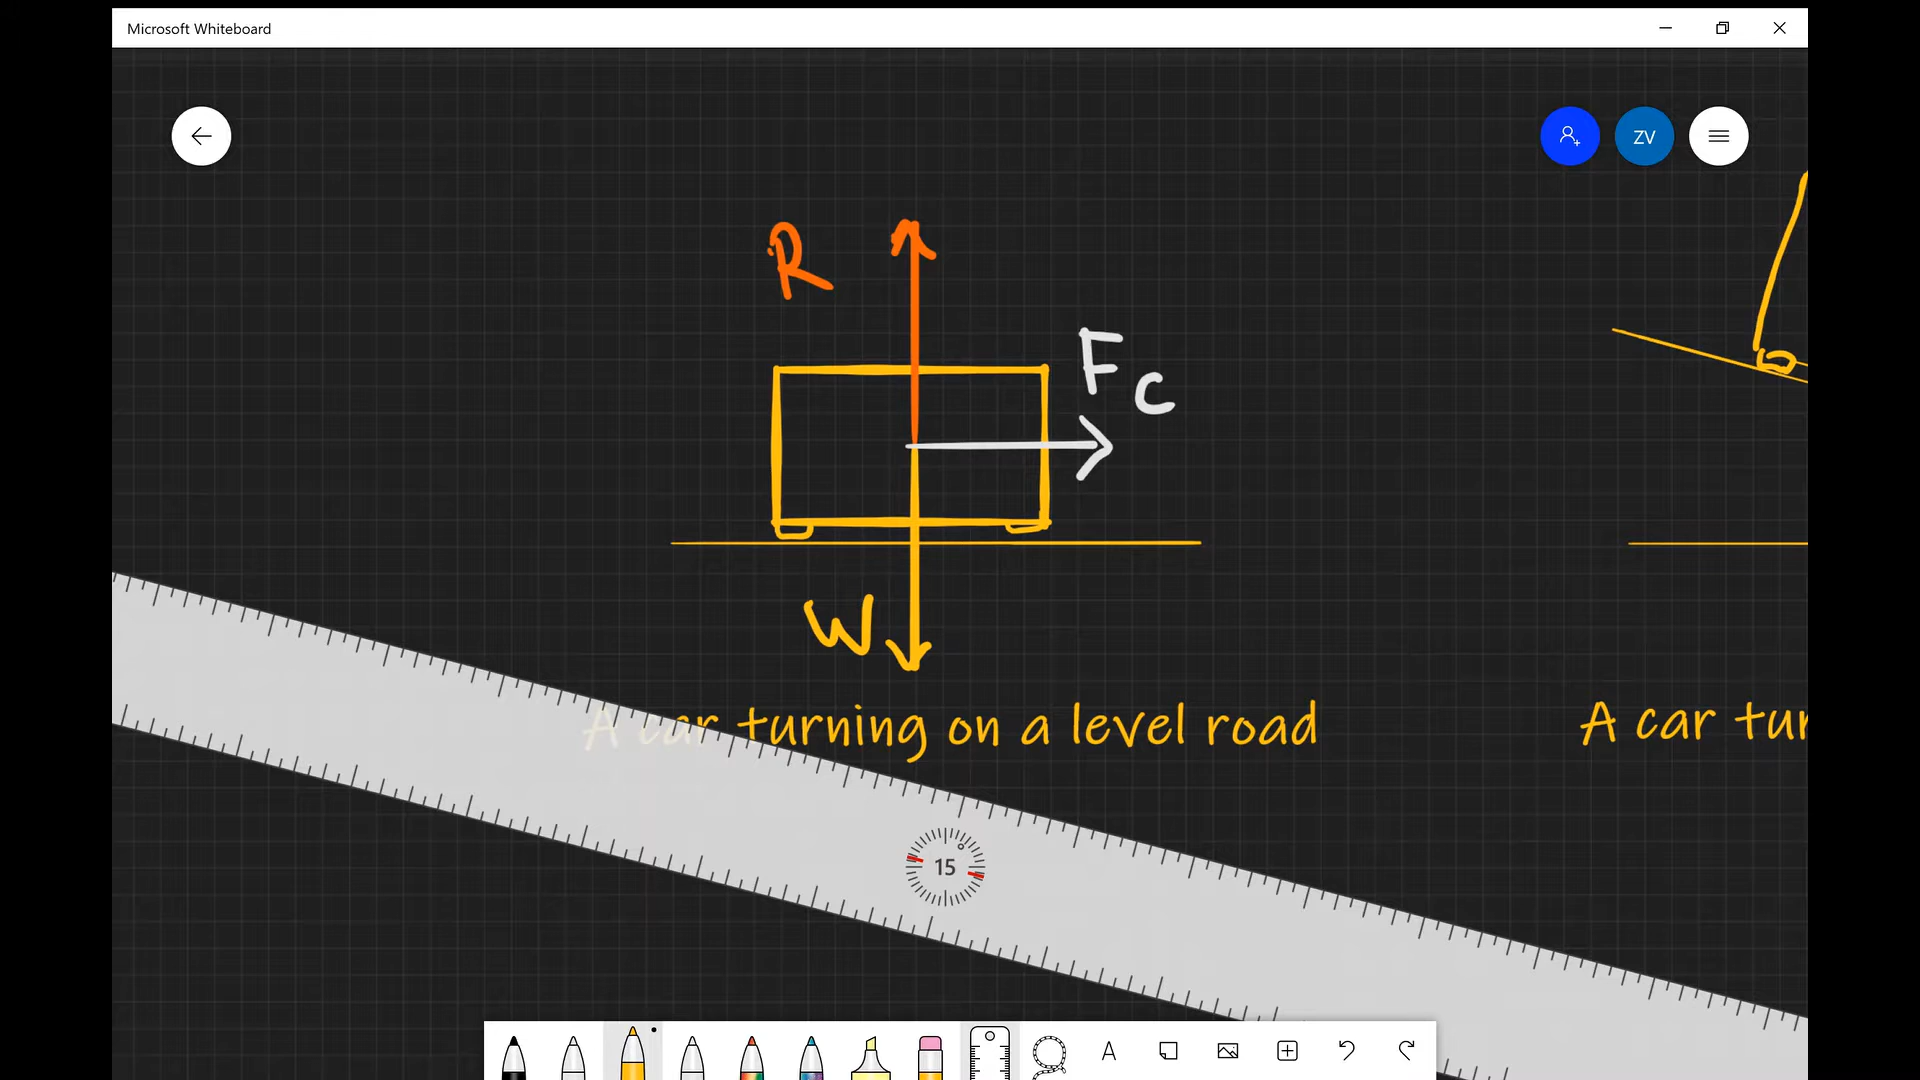 Microsoft Whiteboard
ZV
R
Fc
W
A car turning on a level road
A car tur
15
A